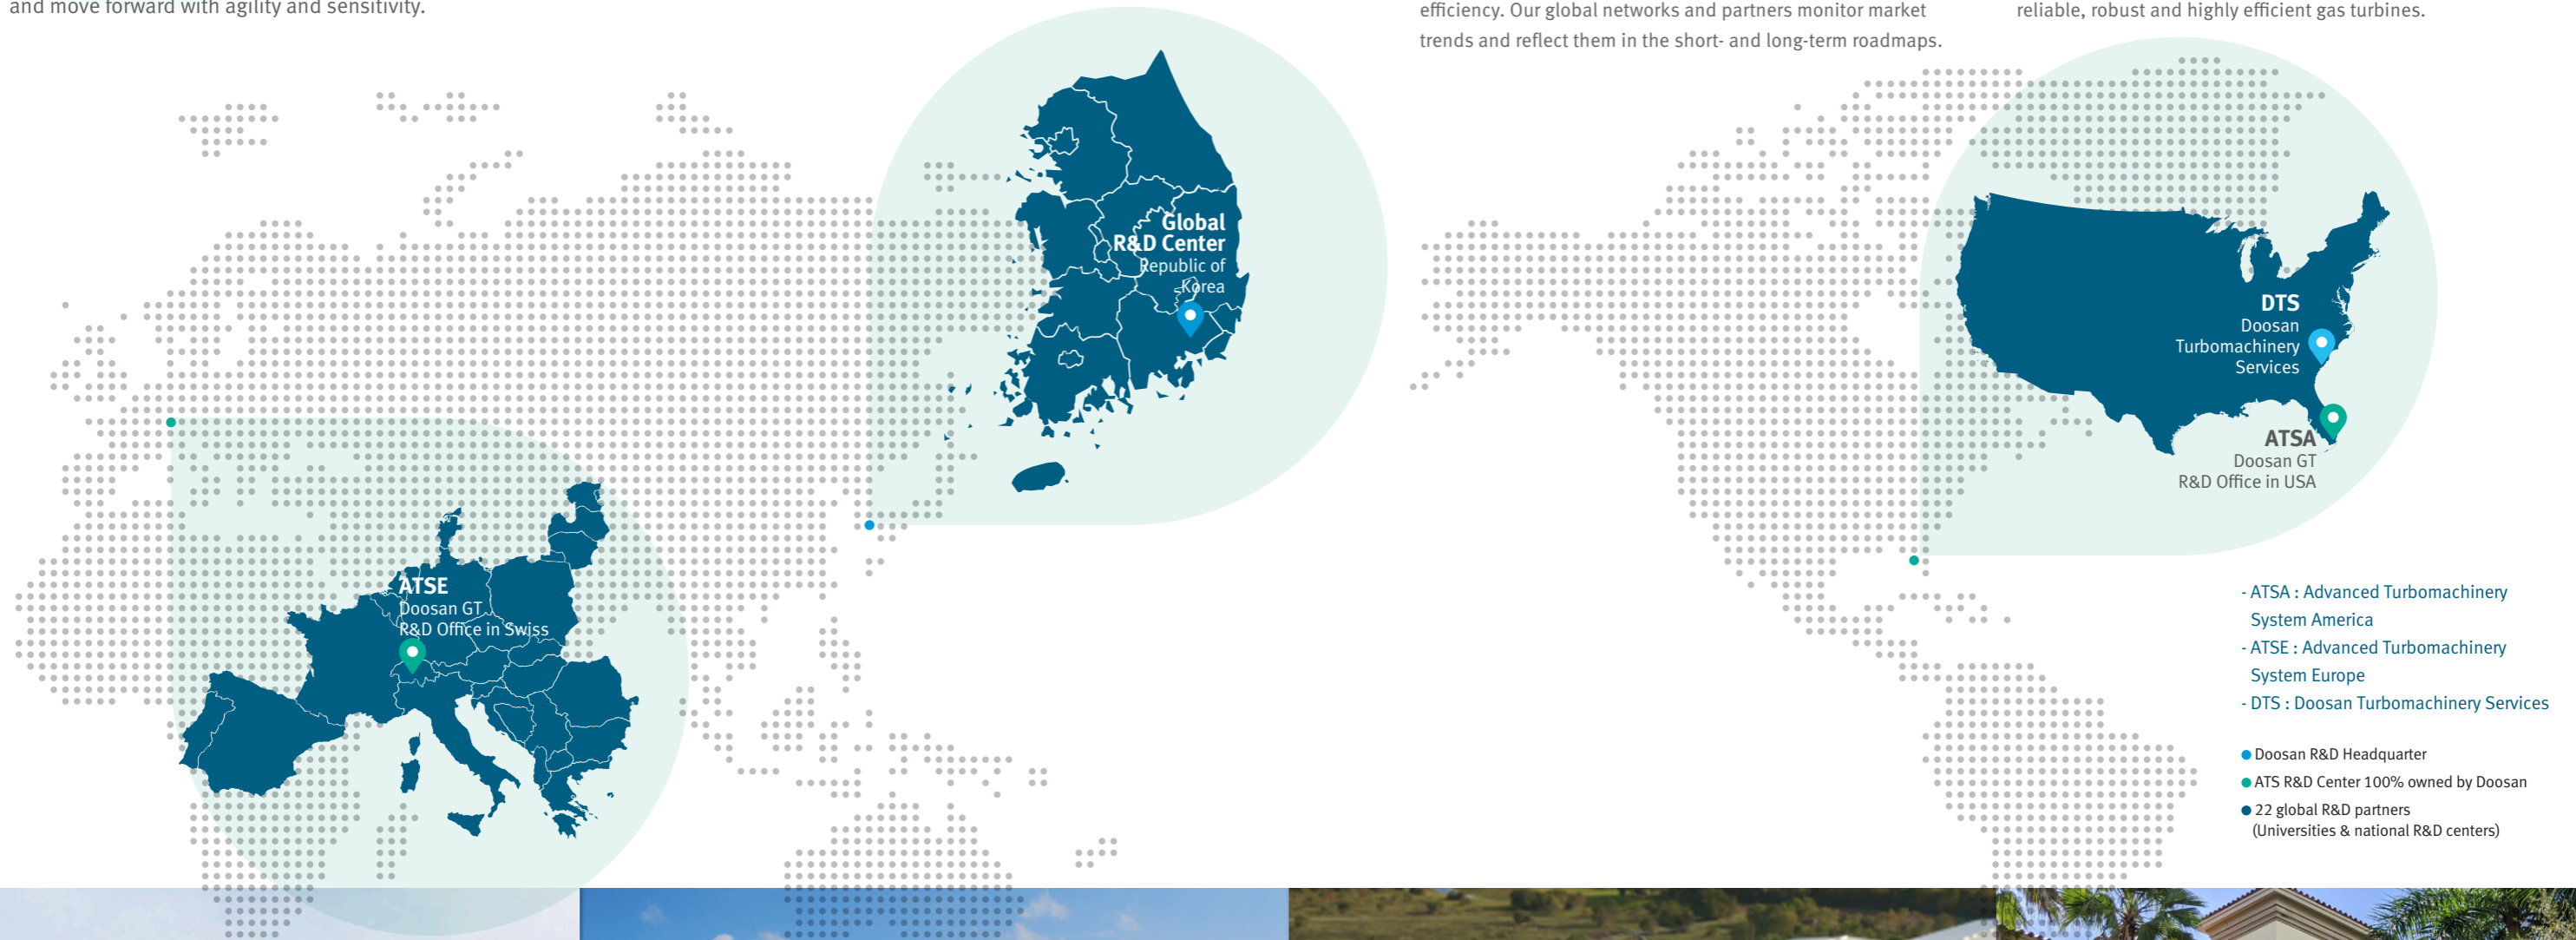 and move forward with agility and sensitivity.
efficiency. Our global networks and partners monitor market
trends and reflect them in the short- and long-term roadmaps.
reliable, robust and highly efficient gas turbines.
Global
R&D Center
Republic of
Korea
ATSE
Doosan GT
R&D Office in Swiss
DTS
Doosan
Turbomachinery
Services
ATSA
Doosan GT
R&D Office in USA
- ATSA : Advanced Turbomachinery
System America
- ATSE : Advanced Turbomachinery
System Europe
- DTS : Doosan Turbomachinery Services
Doosan R&D Headquarter
ATS R&D Center 100% owned by Doosan
22 global R&D partners
(Universities & national R&D centers)